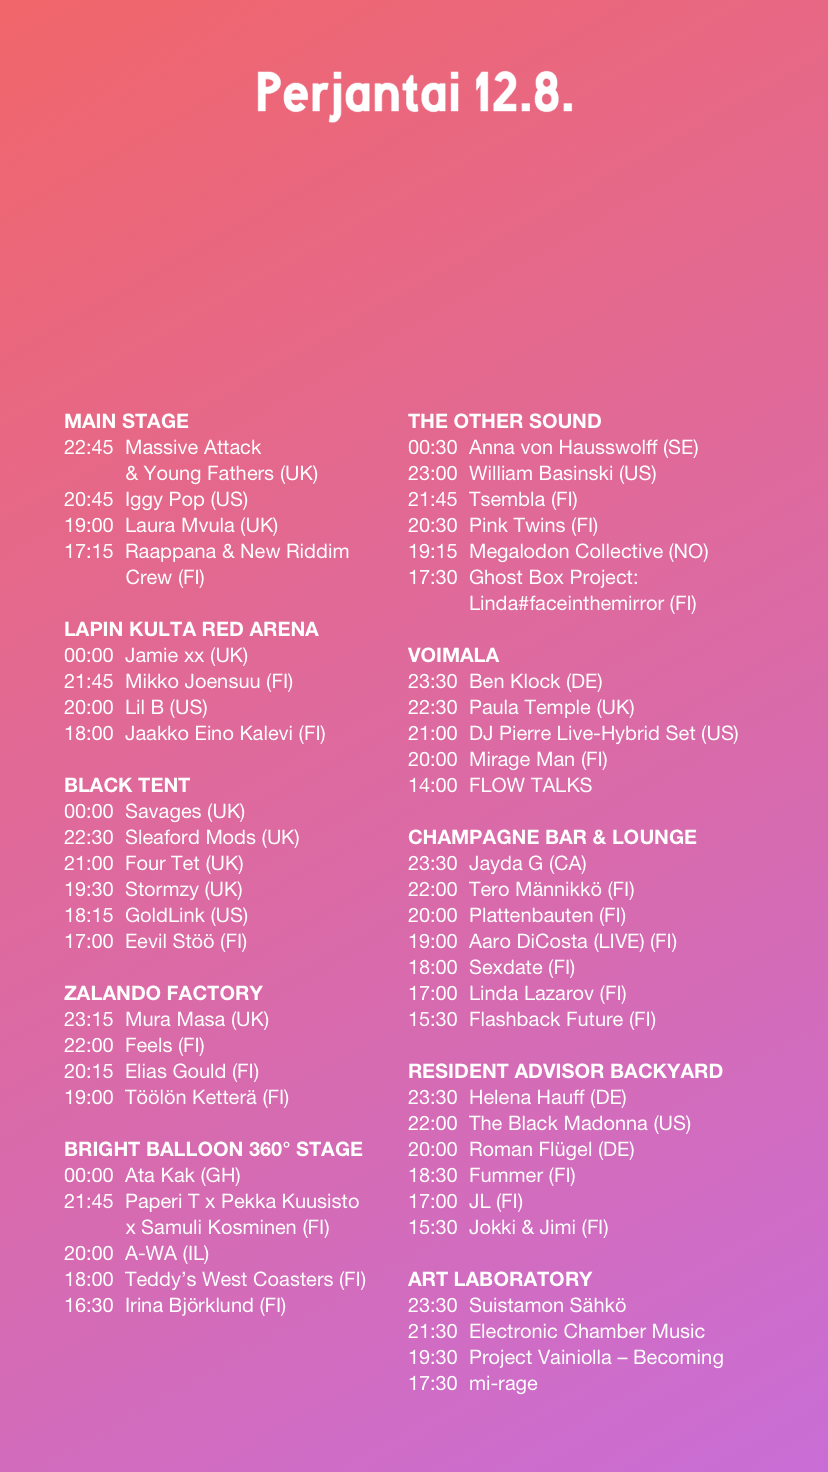 Perjantai 12.8.
MAIN STAGE
22:45 Massive Attack
& Young Fathers (UK)
20:45 Iggy Pop (US)
19:00 Laura Mvula (UK)
17:15 Raappana & New Riddim
Crew (FI)
LAPIN KULTA RED ARENA
00:00 Jamie xx (UK)
21:45 Mikko Joensuu (FI)
20:00 Lil B (US)
18:00 Jaakko Eino Kalevi (FI)
BLACK TENT
00:00 Savages (UK)
22:30 Sleaford Mods (UK)
21:00 Four Tet (UK)
19:30 Stormzy (UK)
18:15 GoldLink (US)
17:00 Eevil Stöö (FI)
ZALANDO FACTORY
23:15 Mura Masa (UK)
22:00 Feels (FI)
20:15 Elias Gould (FI)
19:00 Töölön Ketterä (FI)
BRIGHT BALLOON 360° STAGE
00:00 Ata Kak (GH)
21:45 Paperi T x Pekka Kuusisto
x Samuli Kosminen (FI)
20:00 A-WA (IL)
18:00 Teddy’s West Coasters (FI)
16:30 Irina Björklund (FI)
THE OTHER SOUND
00:30 Anna von Hausswolff (SE)
23:00 William Basinski (US)
21:45 Tsembla (FI)
20:30 Pink Twins (FI)
19:15 Megalodon Collective (NO)
17:30 Ghost Box Project:
Linda#faceinthemirror (FI)
VOIMALA
23:30 Ben Klock (DE)
22:30 Paula Temple (UK)
21:00 DJ Pierre Live-Hybrid Set (US)
20:00 Mirage Man (FI)
14:00 FLOW TALKS
CHAMPAGNE BAR & LOUNGE
23:30 Jayda G (CA)
22:00 Tero Männikkö (FI)
20:00 Plattenbauten (FI)
19:00 Aaro DiCosta (LIVE) (FI)
18:00 Sexdate (FI)
17:00 Linda Lazarov (FI)
15:30 Flashback Future (FI)
RESIDENT ADVISOR BACKYARD
23:30 Helena Hauff (DE)
22:00 The Black Madonna (US)
20:00 Roman Flügel (DE)
18:30 Fummer (FI)
17:00 JL (FI)
15:30 Jokki & Jimi (FI)
ART LABORATORY
23:30 Suistamon Sähkö
21:30 Electronic Chamber Music
19:30 Project Vainiolla – Becoming
17:30 mi-rage